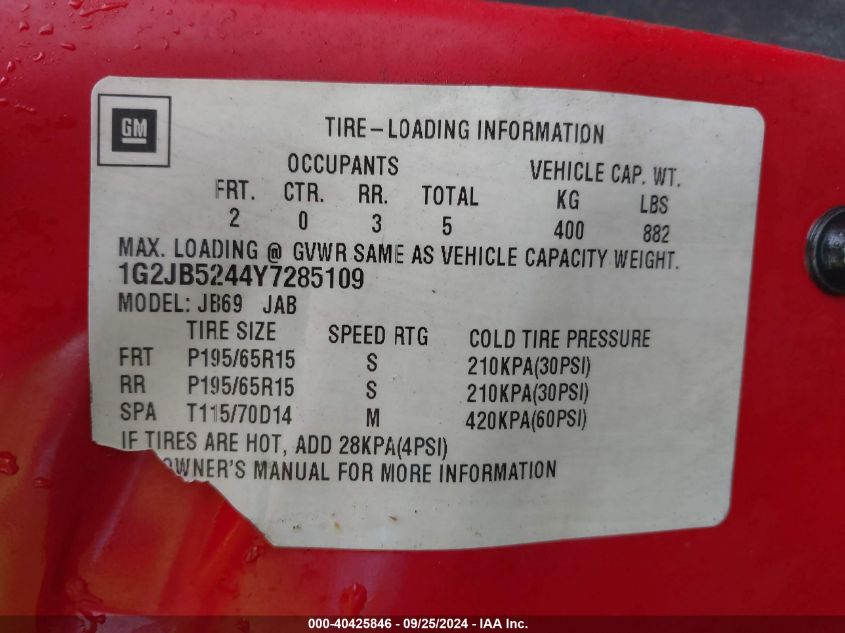 GM
TIRE-LOADING INFORMATION
OCCUPANTS VEHICLE CAP. WT.
FRT. CTR. RR. TOTAL KG LBS
2 0 3 5 400 882
MAX. LOADING @ GVWR SAME AS VEHICLE CAPACITY WEIGHT.
1G2JB5244Y7285109
MODEL: JB69 JAB
TIRE SIZE SPEED RTG COLD TIRE PRESSURE
FRT P195/65R15 S 210KPA(30PSI)
RR P195/65R15 S 210KPA(30PSI)
SPA T115/70D14 M 420KPA(60PSI)
IF TIRES ARE HOT, ADD 28KPA(4PSI)
OWNER'S MANUAL FOR MORE INFORMATION
000-40425846 - 09/25/2024 - IAA Inc.